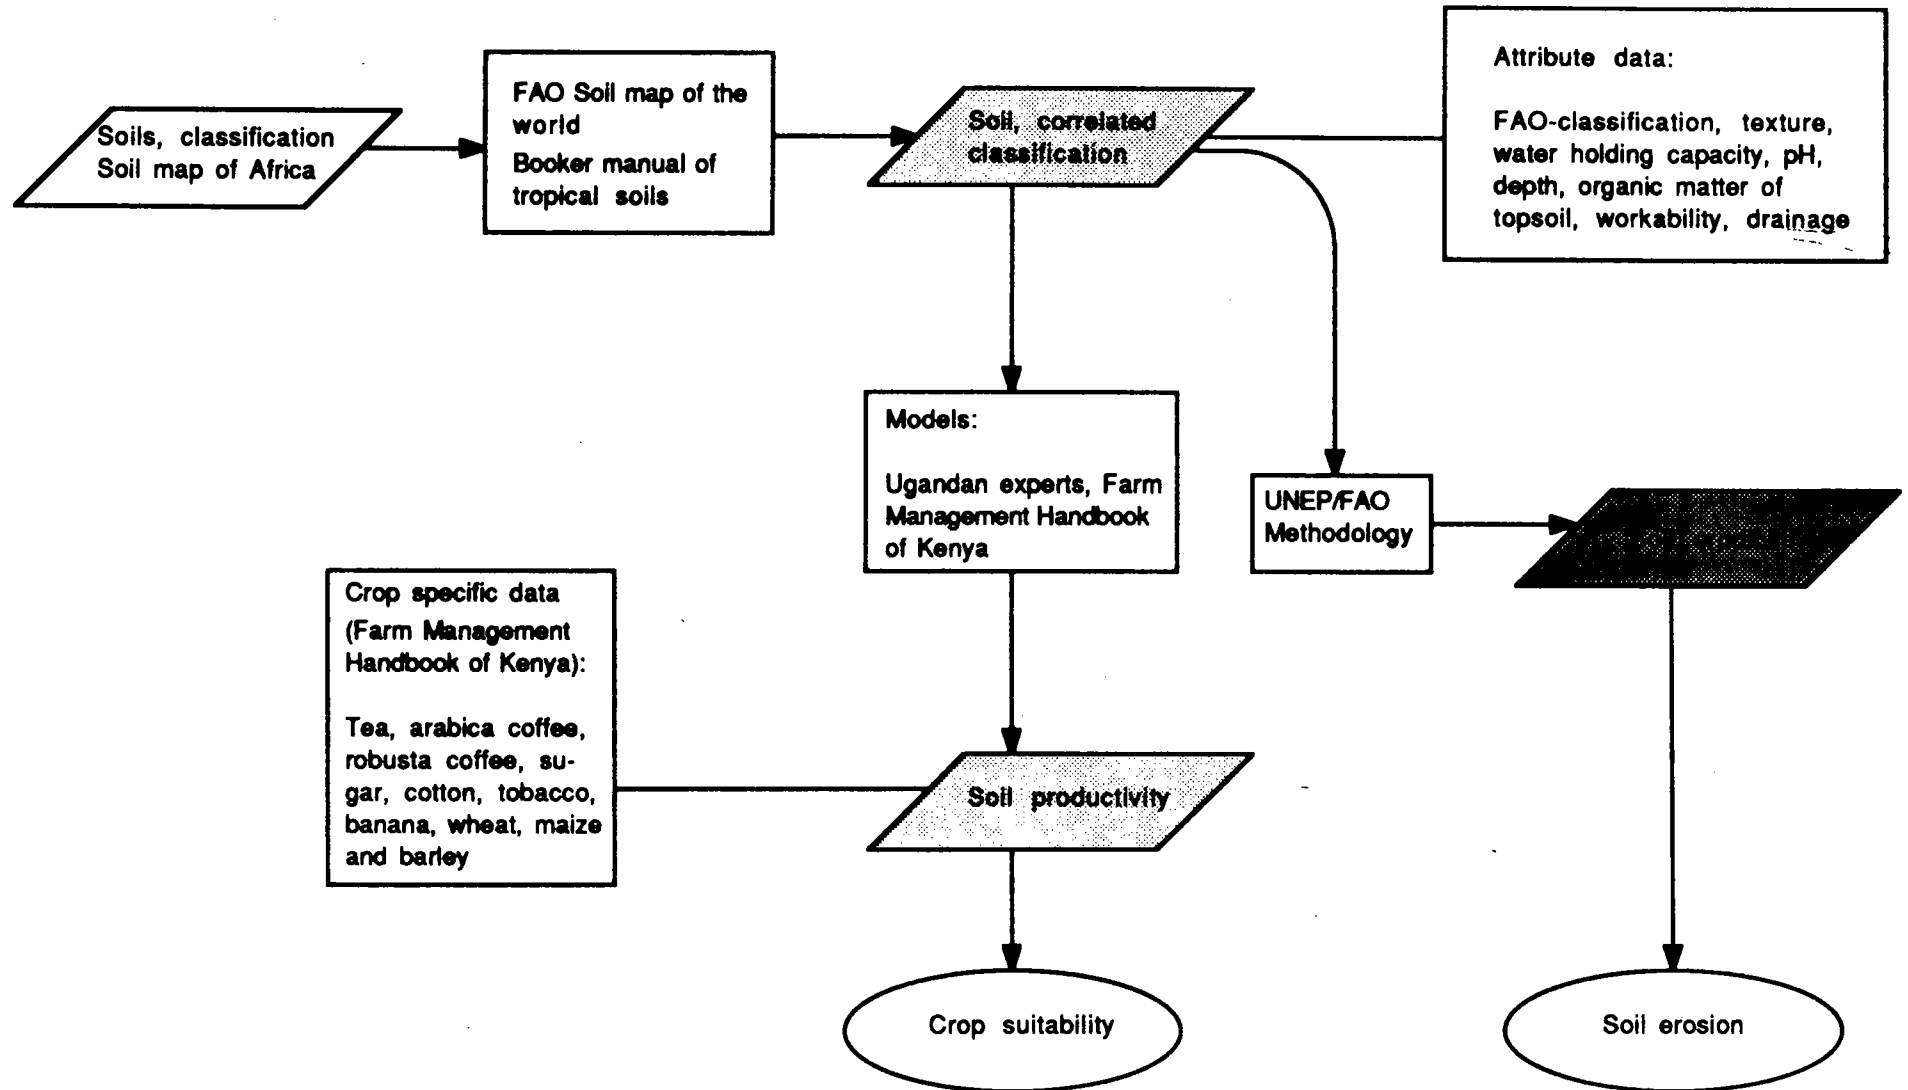 Soils, classification
Soil map of Africa
FAO Soil map of the
world
Booker manual of
tropical soils
Soil, correlated
classification
Attribute data:
FAO-classification, texture,
water holding capacity, pH,
depth, organic matter of
topsoil, workability, drainage
Models:
Ugandan experts, Farm
Management Handbook
of Kenya
UNEP/FAO
Methodology
Crop specific data
(Farm Management
Handbook of Kenya):
Tea, arabica coffee,
robusta coffee, su-
gar, cotton, tobacco,
banana, wheat, maize
and barley
Soil productivity
Crop suitability
Soil erosion